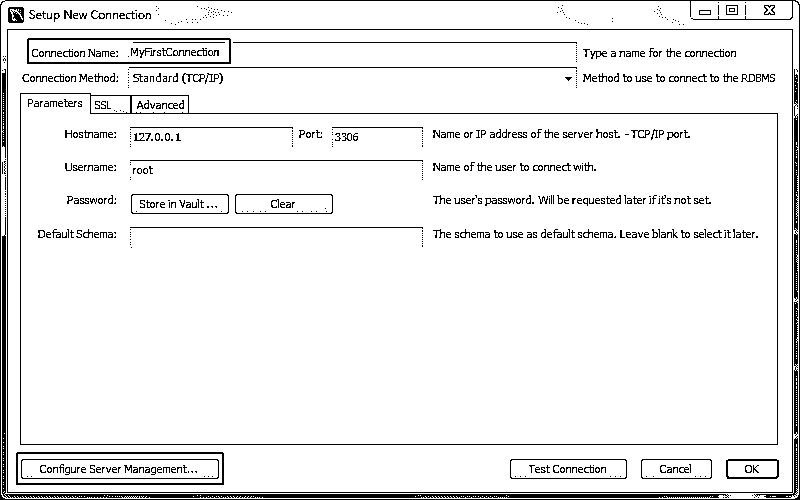 Setup New Connection
Connection Name: MyFirstConnection Type a name for the connection
Connection Method: Standard (TCP/IP) Method to use to connect to the RDBMS
Parameters SSL Advanced
Hostname: 127.0.0.1 Port: 3306 Name or IP address of the server host. - TCP/IP port.
Username: root Name of the user to connect with.
Password: Store in Vault ... Clear The user's password. Will be requested later if it's not set.
Default Schema: The schema to use as default schema. Leave blank to select it later.
Configure Server Management... Test Connection Cancel OK